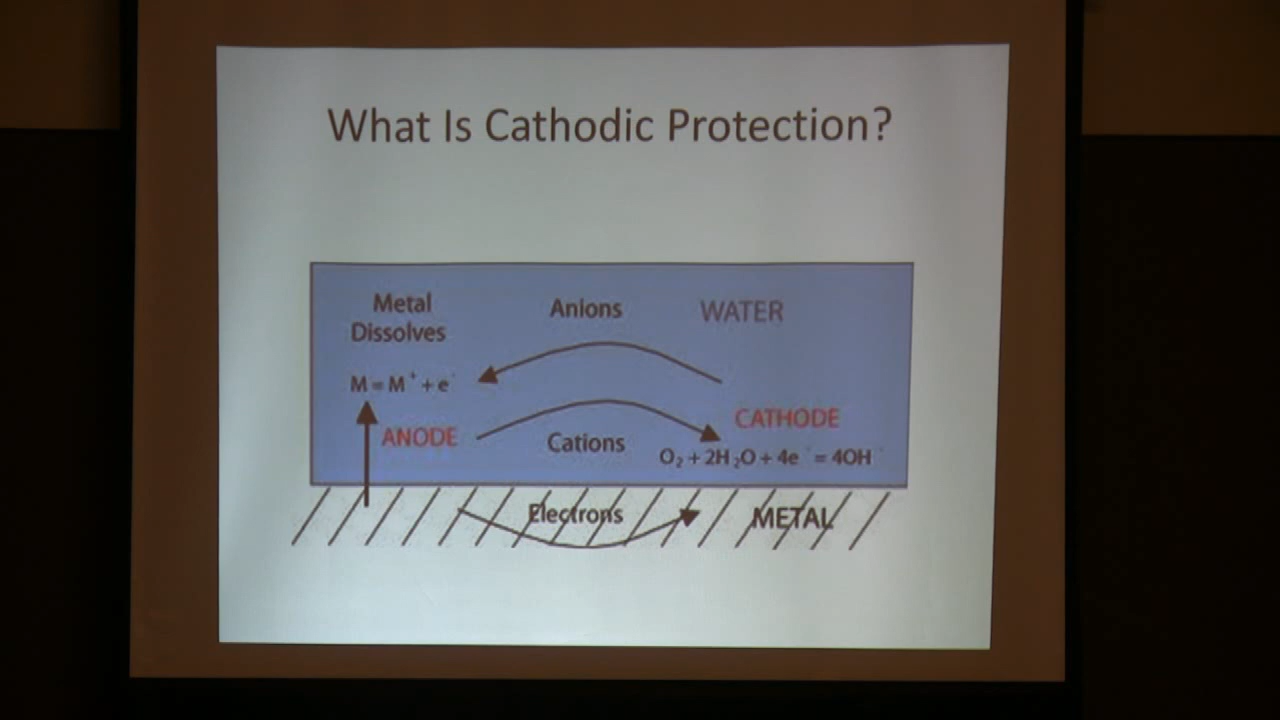 What Is Cathodic Protection?
Metal
Dissolves
Anions
WATER
M = M⁺ + e⁻
ANODE
Cations
CATHODE
O₂ + 2H₂O + 4e⁻ = 4OH⁻
Electrons
METAL